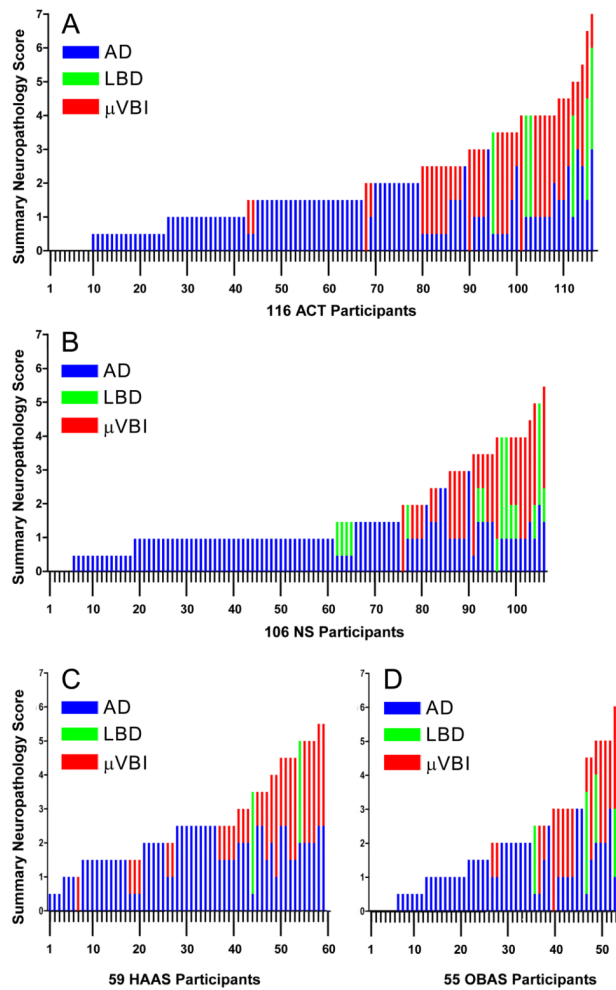 A
7
6
5
4
3
2
1
0
Summary Neuropathology Score
AD
LBD
μVBI
1 10 20 30 40 50 60 70 80 90 100 110
116 ACT Participants
B
7
6
5
4
3
2
1
0
Summary Neuropathology Score
AD
LBD
μVBI
1 10 20 30 40 50 60 70 80 90 100
106 NS Participants
C
7
6
5
4
3
2
1
0
Summary Neuropathology Score
AD
LBD
μVBI
1 10 20 30 40 50 60
59 HAAS Participants
D
7
6
5
4
3
2
1
0
AD
LBD
μVBI
1 10 20 30 40 50
55 OBAS Participants